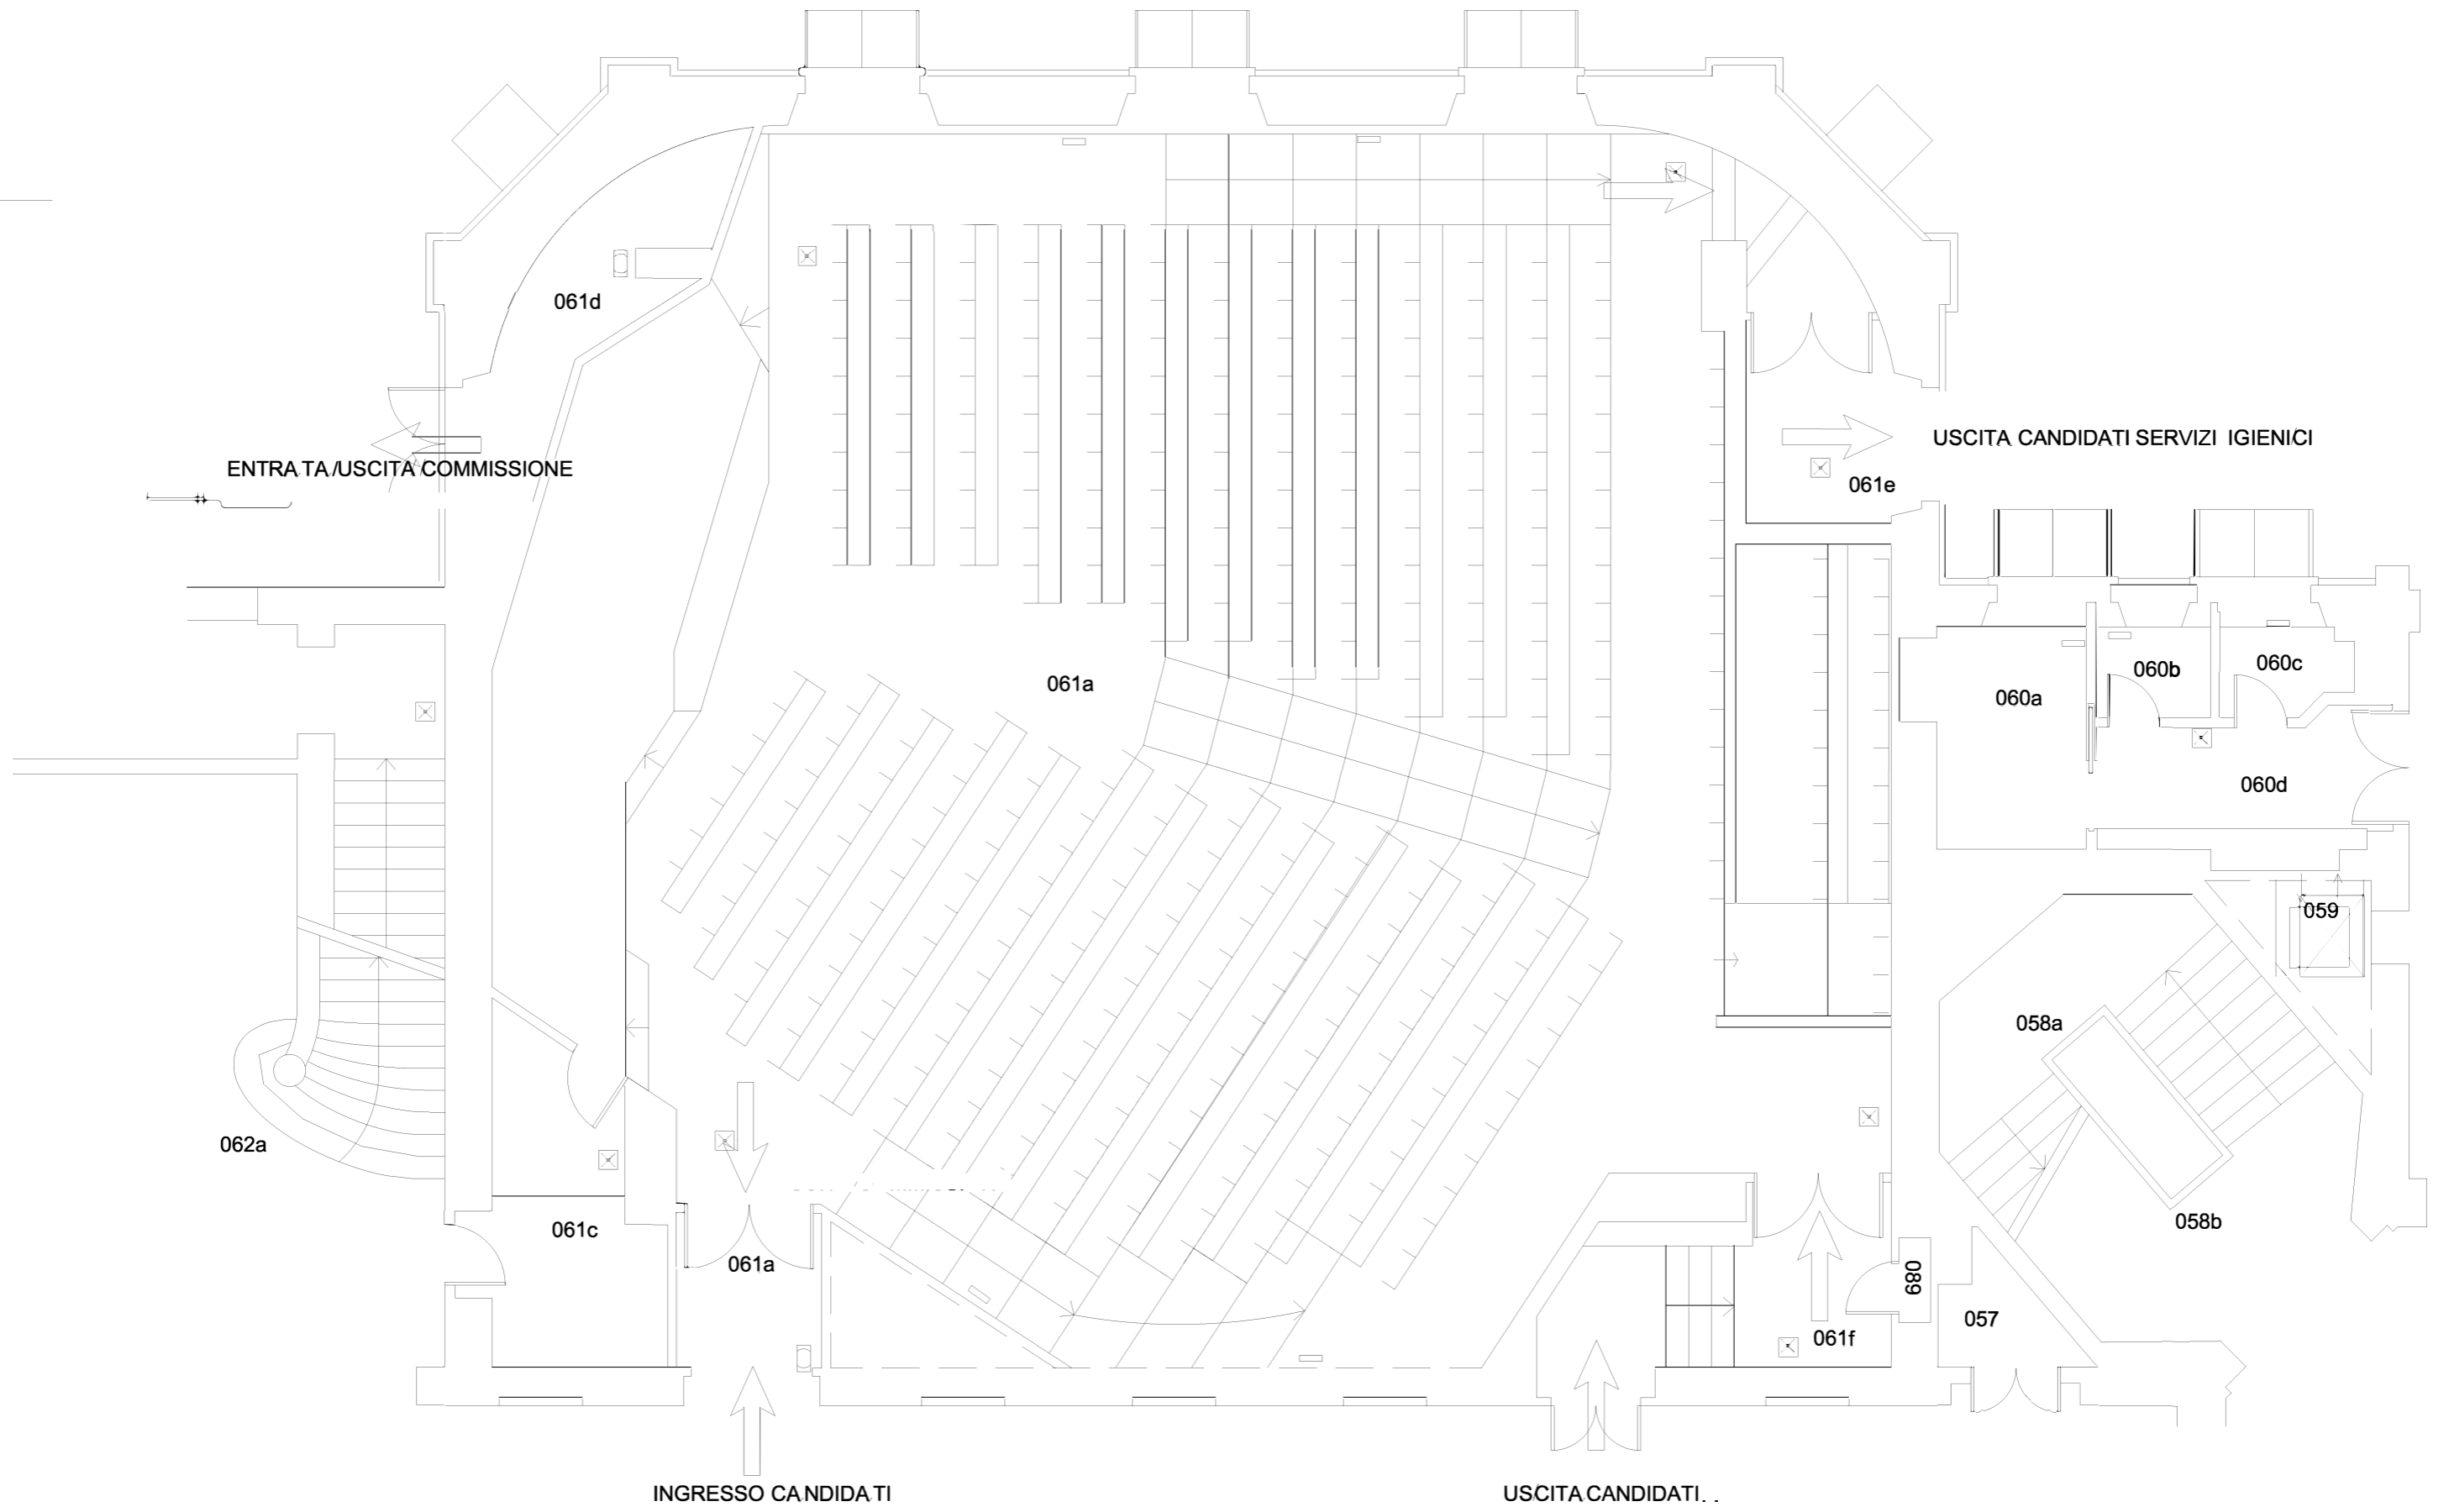 061d
USCITA CANDIDATI SERVIZI IGIENICI
ENTRATA/USCITA COMMISSIONE
061e
061a
060b
060c
060a
060d
059
058a
062a
058b
061c
061a
089
057
061f
INGRESSO CANDIDATI
USCITA CANDIDATI